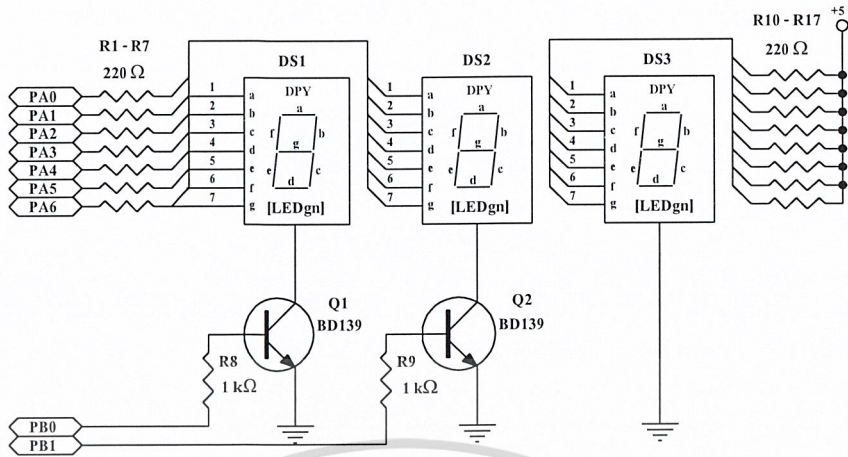 +5
R1 - R7
220 Ω
DS1
DS2
DS3
R10 - R17
220 Ω
PA0
PA1
PA2
PA3
PA4
PA5
PA6
1
2
3
4
5
6
7
a
b
c
d
e
f
g
DPY
a
f
b
g
e
c
d
[LEDgn]
1
2
3
4
5
6
7
a
b
c
d
e
f
g
DPY
a
f
b
g
e
c
d
[LEDgn]
1
2
3
4
5
6
7
a
b
c
d
e
f
g
DPY
a
f
b
g
e
c
d
[LEDgn]
Q1
BD139
Q2
BD139
R8
1 kΩ
R9
1 kΩ
PB0
PB1